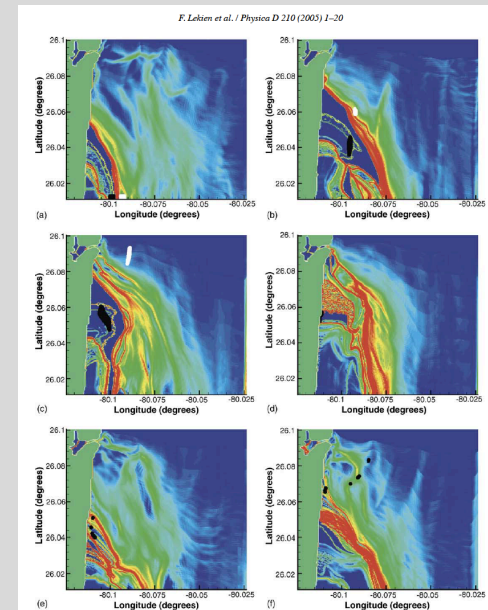 F. Lekien et al. / Physica D 210 (2005) 1–20
26.1
26.08
26.06
26.04
26.02
Latitude (degrees)
-80.1 -80.075 -80.05 -80.025
Longitude (degrees)
(a)
26.1
26.08
26.06
26.04
26.02
Latitude (degrees)
-80.1 -80.075 -80.05 -80.025
Longitude (degrees)
(b)
26.1
26.08
26.06
26.04
26.02
Latitude (degrees)
-80.1 -80.075 -80.05 -80.025
Longitude (degrees)
(c)
26.1
26.08
26.06
26.04
26.02
Latitude (degrees)
-80.1 -80.075 -80.05 -80.025
Longitude (degrees)
(d)
26.1
26.08
26.06
26.04
26.02
Latitude (degrees)
-80.1 -80.075 -80.05 -80.025
Longitude (degrees)
(e)
26.1
26.08
26.06
26.04
26.02
Latitude (degrees)
-80.1 -80.075 -80.05 -80.025
Longitude (degrees)
(f)